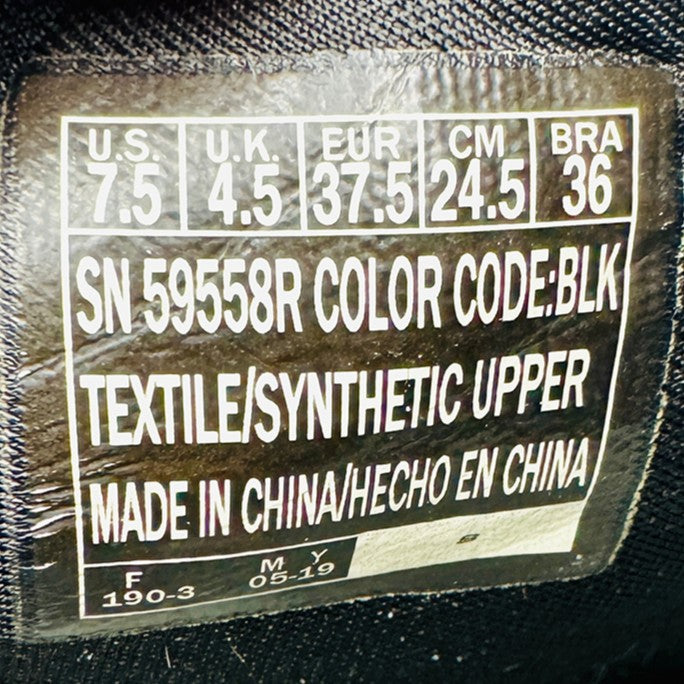 U.S. U.K. EUR CM BRA
7.5 4.5 37.5 24.5 36
SN 59558R COLOR CODE:BLK
TEXTILE/SYNTHETIC UPPER
MADE IN CHINA/HECHO EN CHINA
F M Y
190-3 05-19